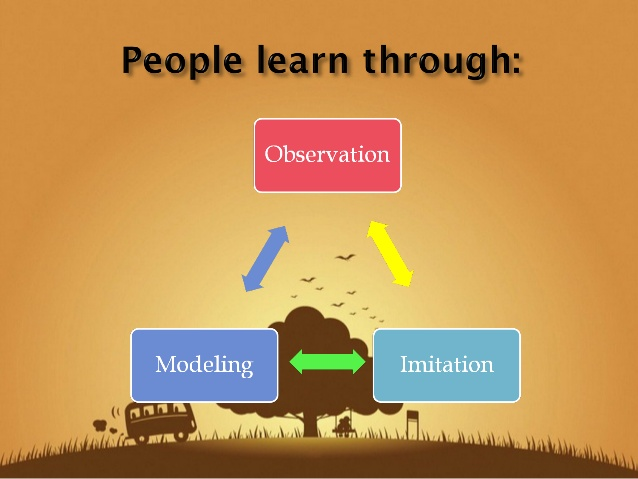 People learn through:
Observation
Modeling
Imitation